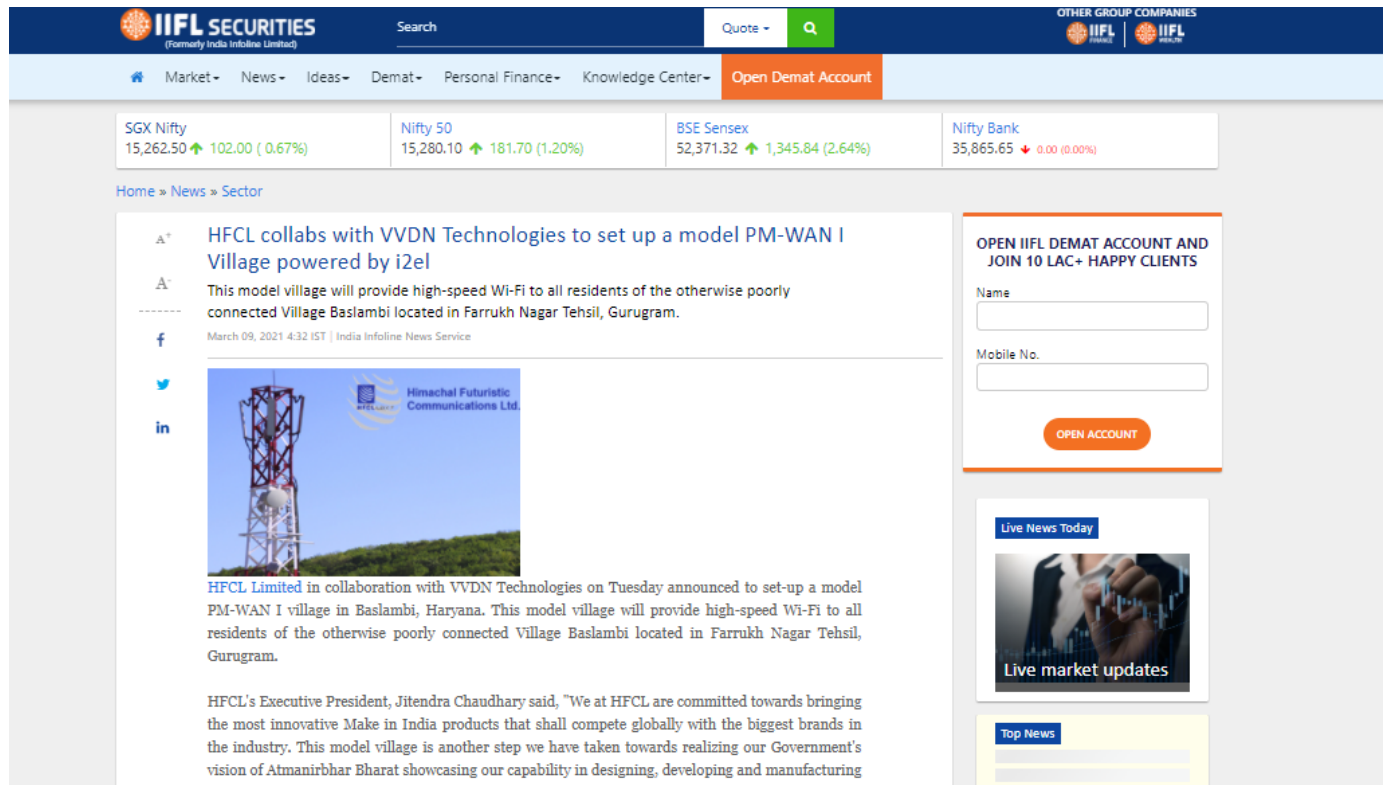 IIFL SECURITIES
(Formerly India Infoline Limited)
Search
Quote
OTHER GROUP COMPANIES
IIFL FINANCE
IIFL WEALTH
Market
News
Ideas
Demat
Personal Finance
Knowledge Center
Open Demat Account
SGX Nifty
15,262.50 102.00 ( 0.67%)
Nifty 50
15,280.10 181.70 (1.20%)
BSE Sensex
52,371.32 1,345.84 (2.64%)
Nifty Bank
35,865.65 0.00 (0.00%)
Home » News » Sector
A+
A-
HFCL collabs with VVDN Technologies to set up a model PM-WAN I
Village powered by i2el
This model village will provide high-speed Wi-Fi to all residents of the otherwise poorly
connected Village Baslambi located in Farrukh Nagar Tehsil, Gurugram.
March 09, 2021 4:32 IST | India Infoline News Service
Himachal Futuristic
Communications Ltd.
HFCL Limited in collaboration with VVDN Technologies on Tuesday announced to set-up a model
PM-WAN I village in Baslambi, Haryana. This model village will provide high-speed Wi-Fi to all
residents of the otherwise poorly connected Village Baslambi located in Farrukh Nagar Tehsil,
Gurugram.
HFCL's Executive President, Jitendra Chaudhary said, "We at HFCL are committed towards bringing
the most innovative Make in India products that shall compete globally with the biggest brands in
the industry. This model village is another step we have taken towards realizing our Government's
vision of Atmanirbhar Bharat showcasing our capability in designing, developing and manufacturing
OPEN IIFL DEMAT ACCOUNT AND
JOIN 10 LAC+ HAPPY CLIENTS
Name
Mobile No.
OPEN ACCOUNT
Live News Today
Live market updates
Top News